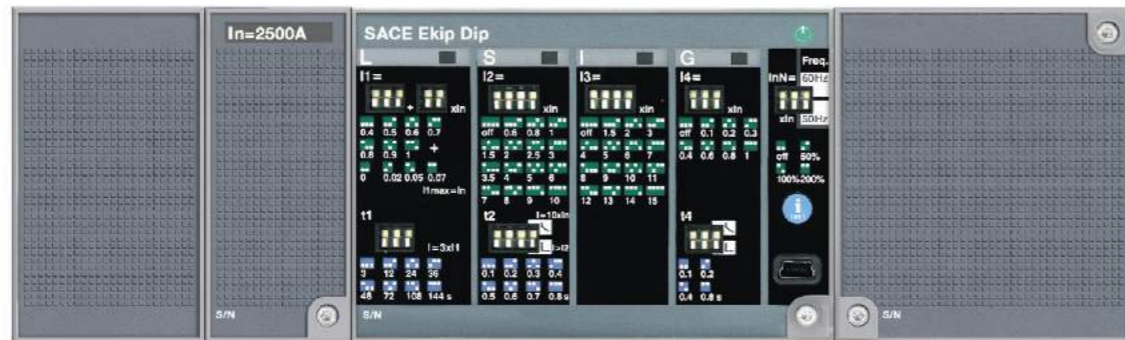 In=2500A
SACE Ekip Dip
L S I G
Freq.
I1= I2= I3= I4= InN= 60Hz
+ xIn xIn xIn xIn xIn 50Hz
0.4 0.5 0.6 0.7
+
0.8 0.9 1
0 0.02 0.05 0.07
I1max=In
off 0.6 0.8 1
1.5 2 2.5 3
3.5 4 5 6
7 8 9 10
off 1.5 2 3
4 5 6 7
8 9 10 11
12 13 14 15
off 0.1 0.2 0.3
0.4 0.6 0.8 1
off 50%
100% 200%
i
t1
I=3xI1
3 12 24 36
48 72 108 144 s
t2
I=10xIn
I>I2
0.1 0.2 0.3 0.4
0.5 0.6 0.7 0.8 s
t4
0.1 0.2
0.4 0.8 s
S/N
S/N
S/N